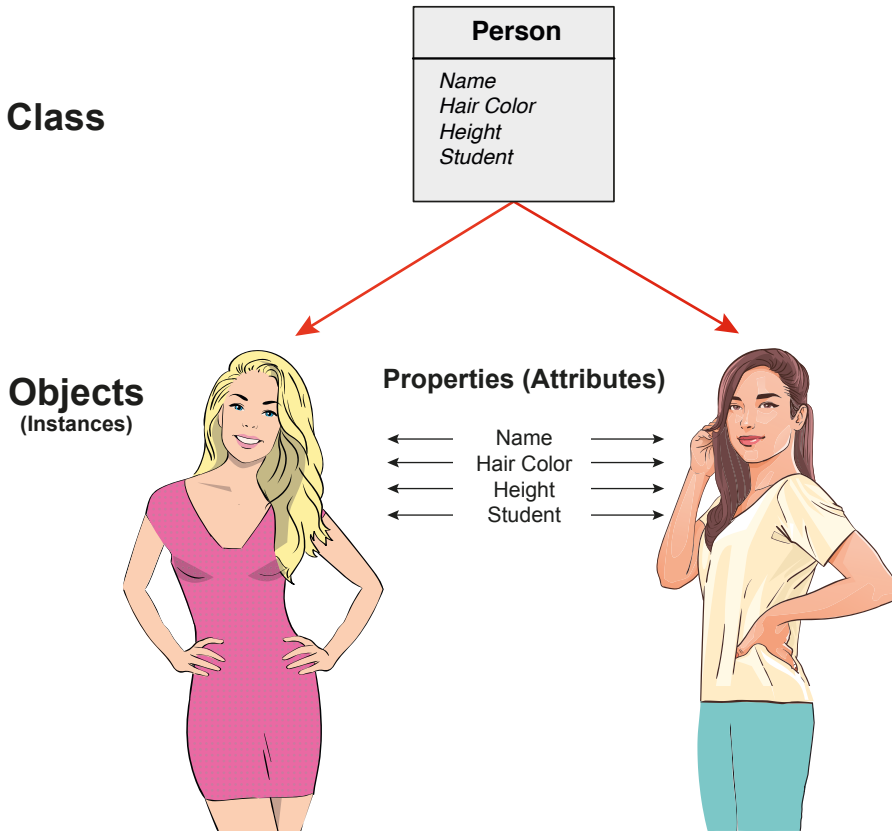 Person
Name
Hair Color
Height
Student
Class
Objects
(Instances)
Properties (Attributes)
Name
Hair Color
Height
Student